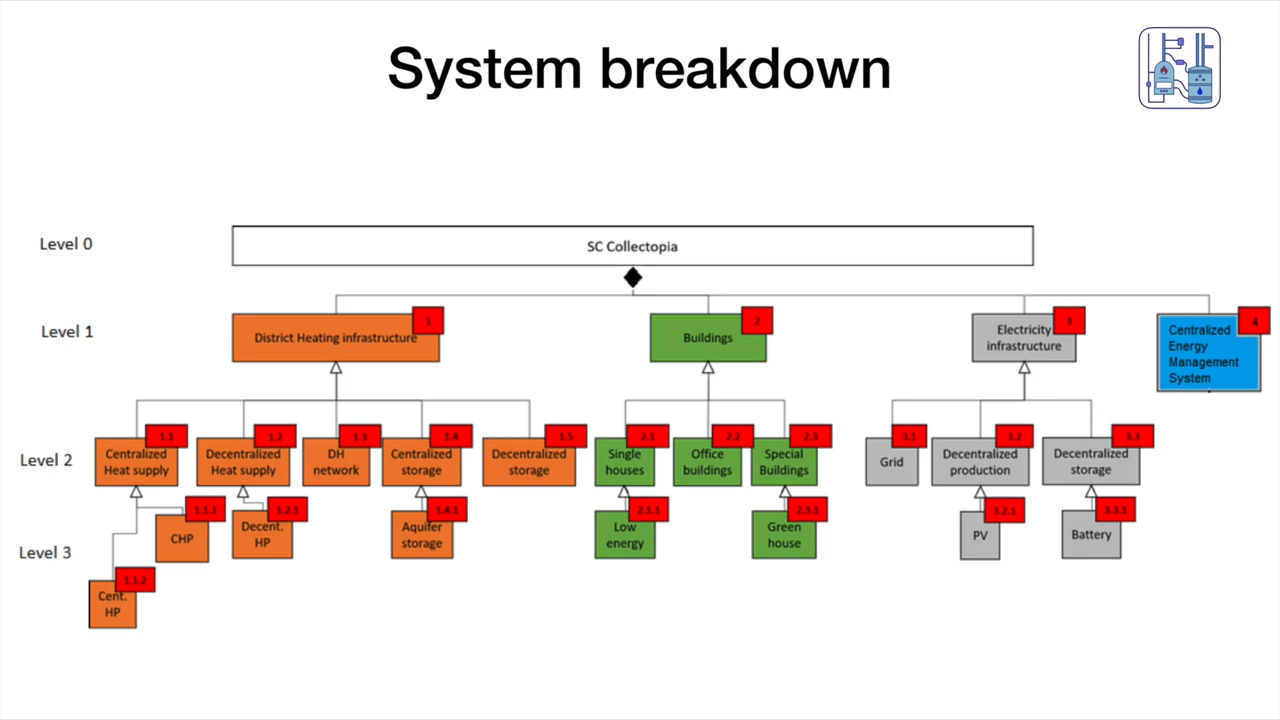 System breakdown
Level 0
SC Collectopia
Level 1
1
District Heating infrastructure
2
Buildings
3
Electricity
infrastructure
4
Centralized
Energy
Management
System
Level 2
1.1
Centralized
Heat supply
1.2
Decentralized
Heat supply
1.3
DH
network
1.4
Centralized
storage
1.5
Decentralized
storage
2.1
Single
houses
2.2
Office
buildings
2.3
Special
Buildings
3.1
Grid
3.2
Decentralized
production
3.3
Decentralized
storage
Level 3
1.1.1
CHP
1.2.1
Decent.
HP
1.4.1
Aquifer
storage
2.1.1
Low
energy
2.3.1
Green
house
3.2.1
PV
3.3.1
Battery
1.1.2
Cent.
HP